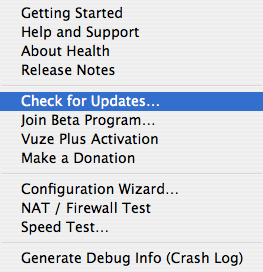 Getting Started
Help and Support
About Health
Release Notes
Check for Updates...
Join Beta Program...
Vuze Plus Activation
Make a Donation
Configuration Wizard...
NAT / Firewall Test
Speed Test...
Generate Debug Info (Crash Log)